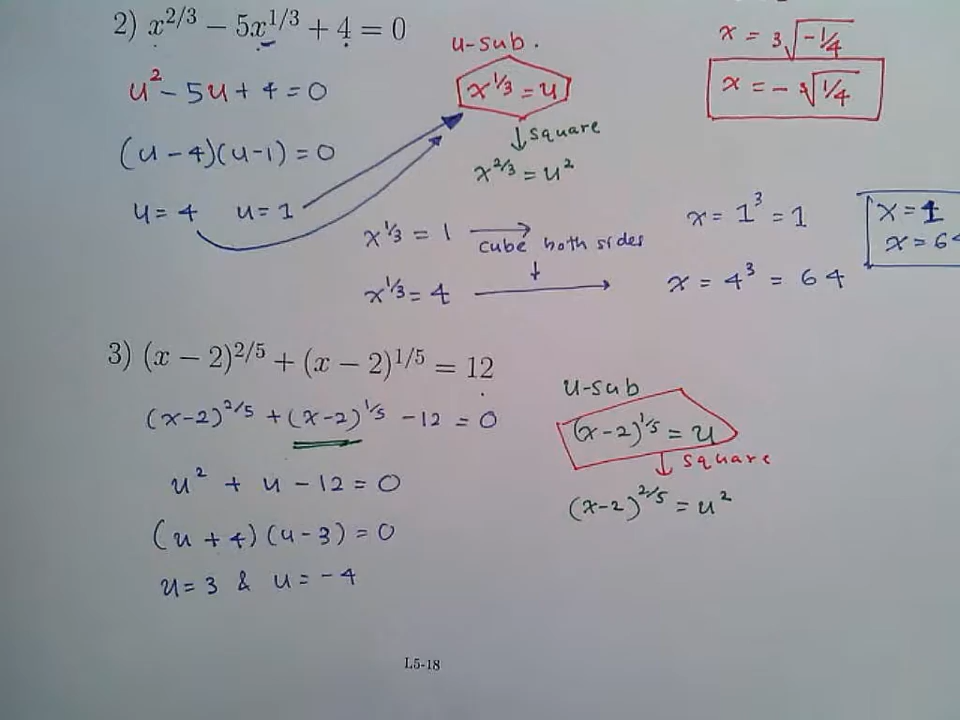 2) x^{2/3} − 5x^{1/3} + 4 = 0
u² - 5u + 4 = 0
(u - 4)(u - 1) = 0
u = 4   u = 1
u-sub.
x^{1/3} = u
↓ square
x^{2/3} = u²
x = ∛(-1/4)
x = - ∛(1/4)
x^{1/3} = 1 → cube both sides
x = 1³ = 1
x^{1/3} = 4 → x = 4³ = 64
x = 1
x = 64
3) (x − 2)^{2/5} + (x − 2)^{1/5} = 12
(x-2)^{2/5} + (x-2)^{1/5} - 12 = 0
u² + u - 12 = 0
(u + 4)(u - 3) = 0
u = 3 & u = -4
u-sub
(x-2)^{1/5} = u
↓ square
(x-2)^{2/5} = u²
L5-18